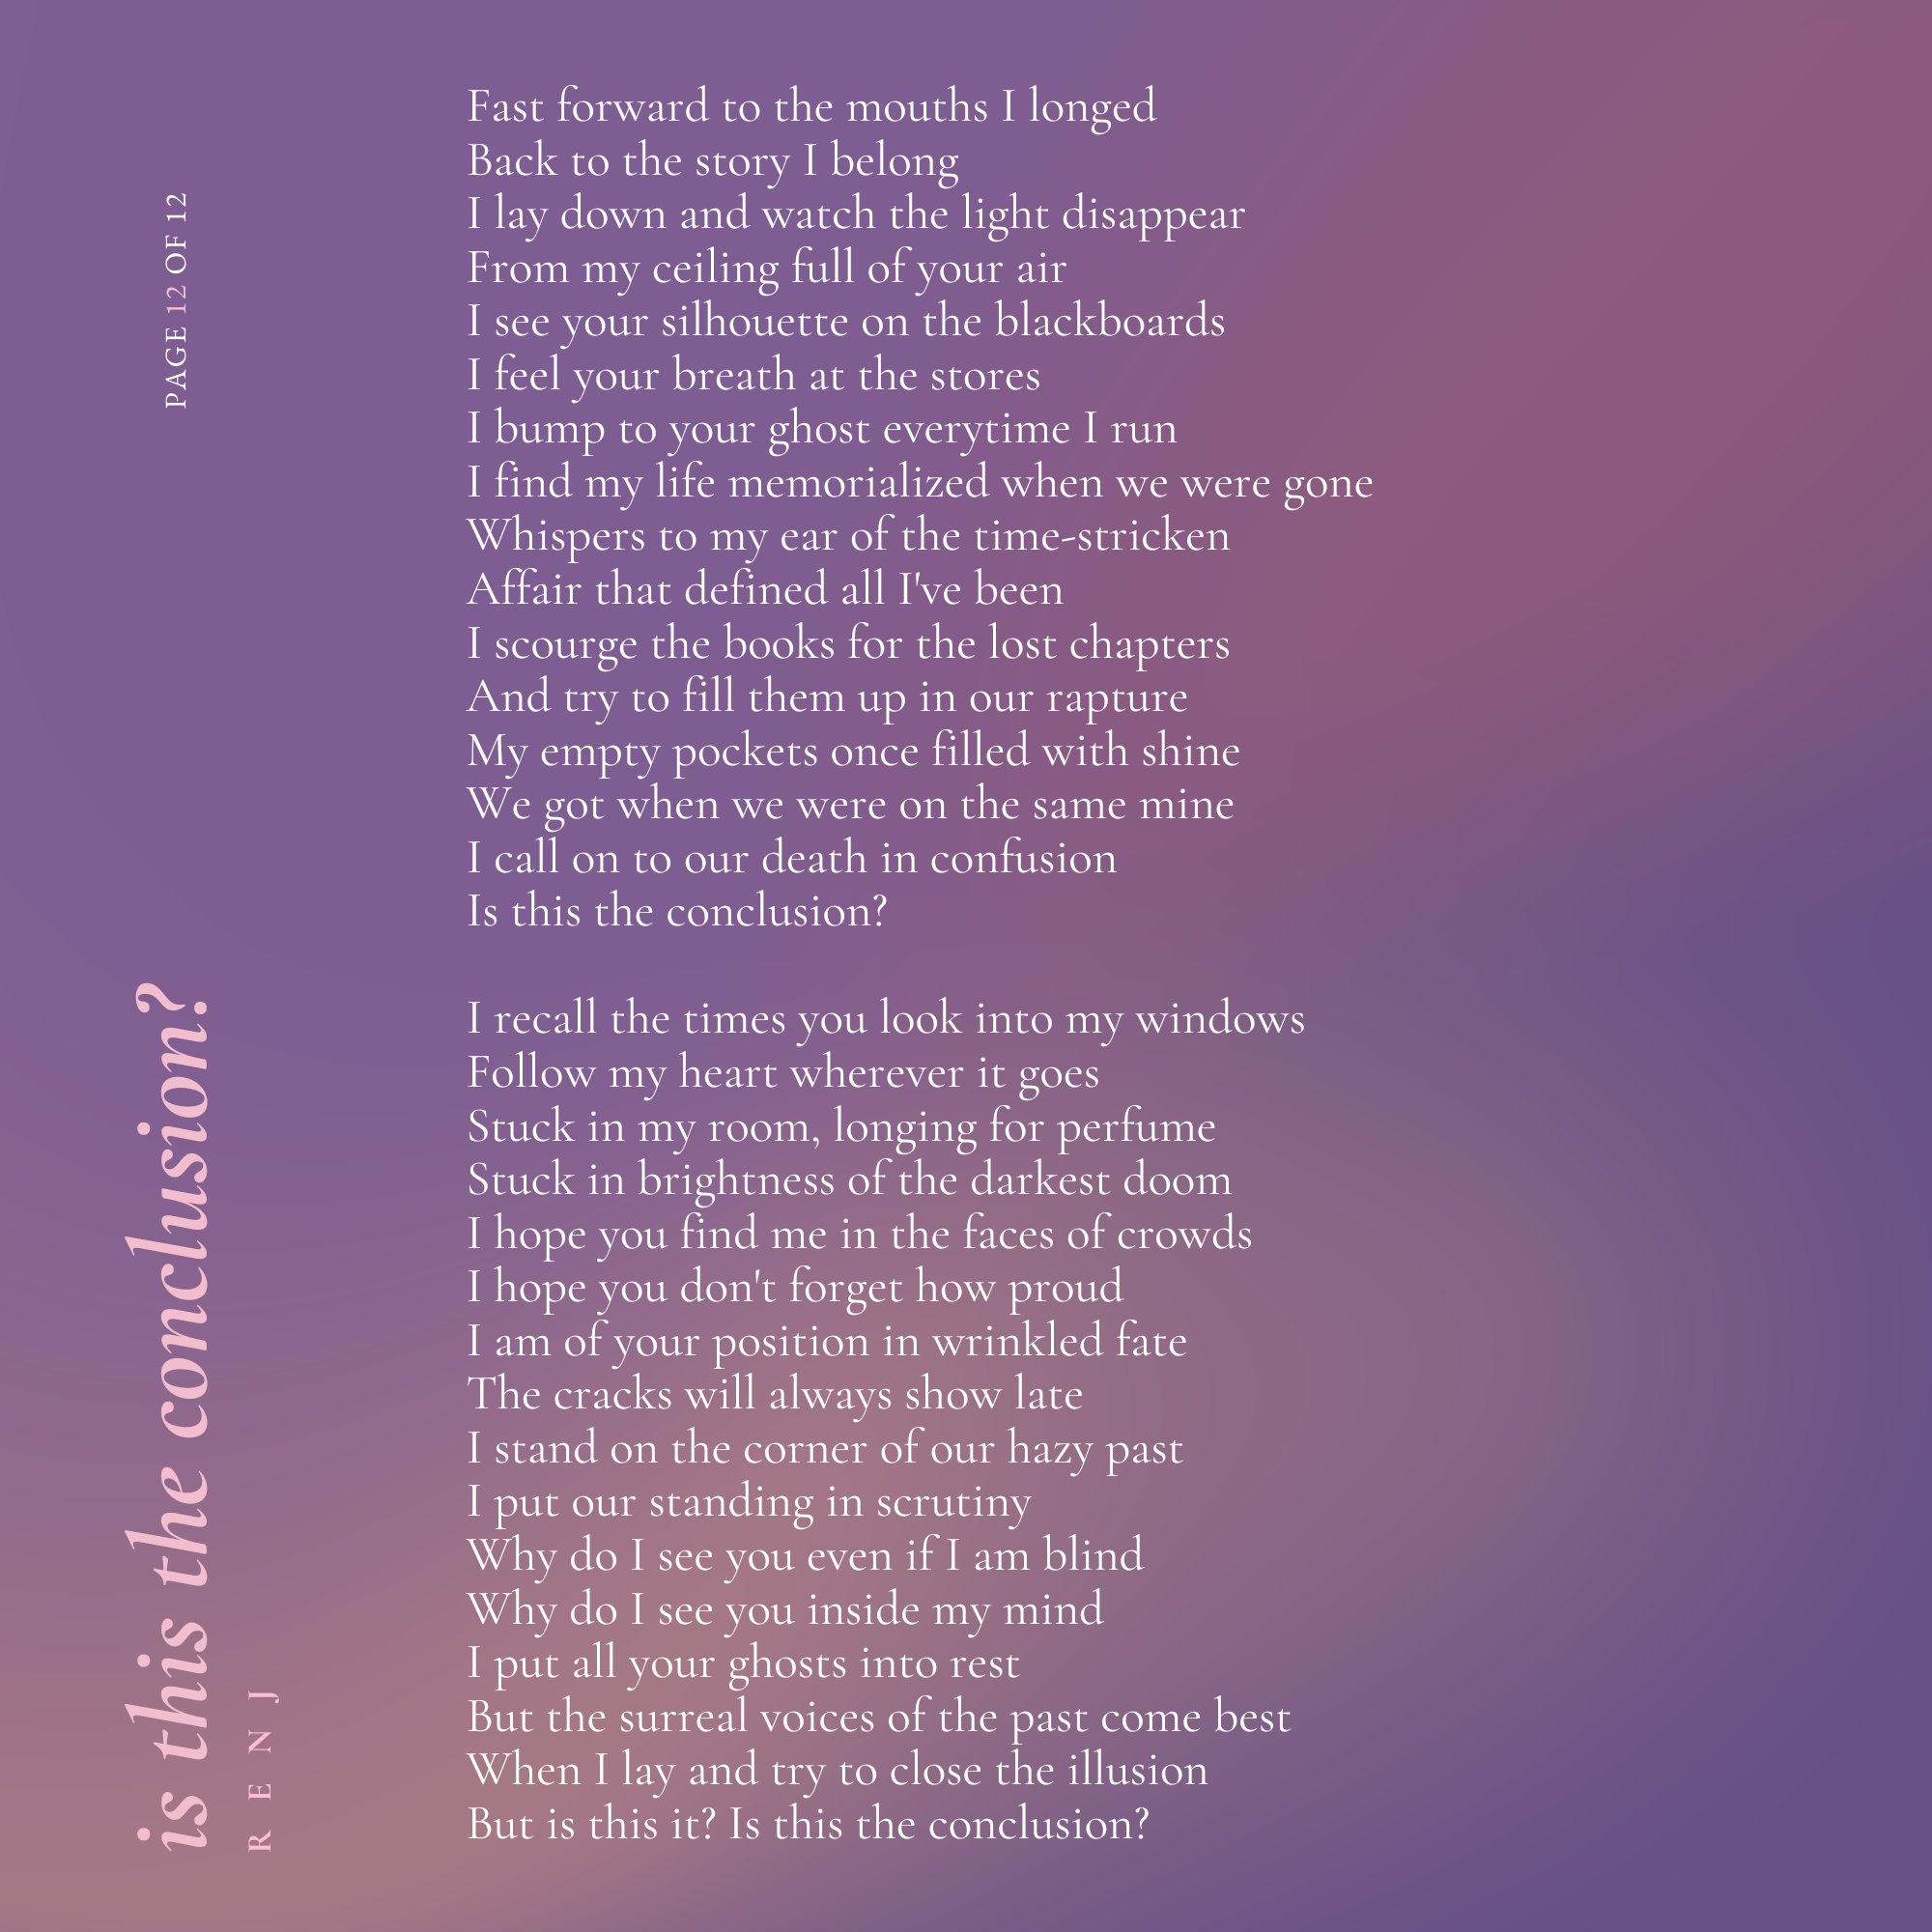 PAGE 12 OF 12
is this the conclusion?
REN J
Fast forward to the mouths I longed
Back to the story I belong
I lay down and watch the light disappear
From my ceiling full of your air
I see your silhouette on the blackboards
I feel your breath at the stores
I bump to your ghost everytime I run
I find my life memorialized when we were gone
Whispers to my ear of the time-stricken
Affair that defined all I've been
I scourge the books for the lost chapters
And try to fill them up in our rapture
My empty pockets once filled with shine
We got when we were on the same mine
I call on to our death in confusion
Is this the conclusion?
I recall the times you look into my windows
Follow my heart wherever it goes
Stuck in my room, longing for perfume
Stuck in brightness of the darkest doom
I hope you find me in the faces of crowds
I hope you don't forget how proud
I am of your position in wrinkled fate
The cracks will always show late
I stand on the corner of our hazy past
I put our standing in scrutiny
Why do I see you even if I am blind
Why do I see you inside my mind
I put all your ghosts into rest
But the surreal voices of the past come best
When I lay and try to close the illusion
But is this it? Is this the conclusion?